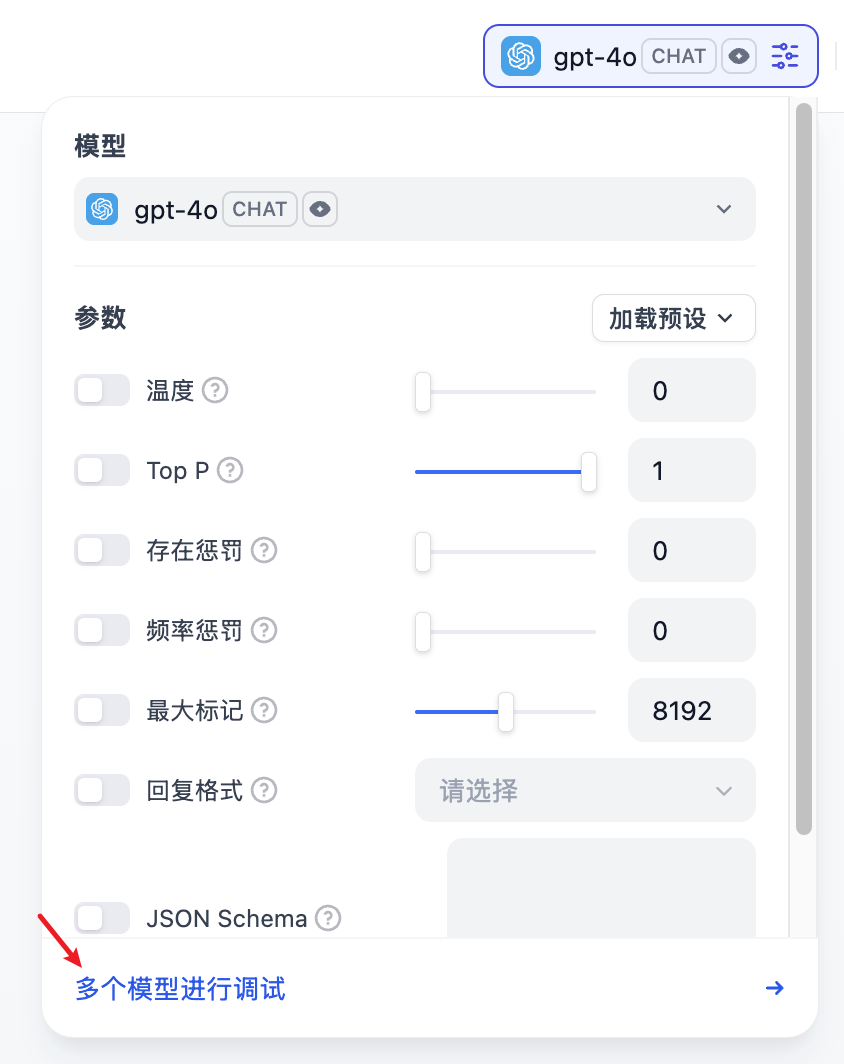 gpt-4o CHAT
模型
gpt-4o CHAT
参数 加载预设
温度 ? 0
Top P ? 1
存在惩罚 ? 0
频率惩罚 ? 0
最大标记 ? 8192
回复格式 ? 请选择
JSON Schema ?
多个模型进行调试 →